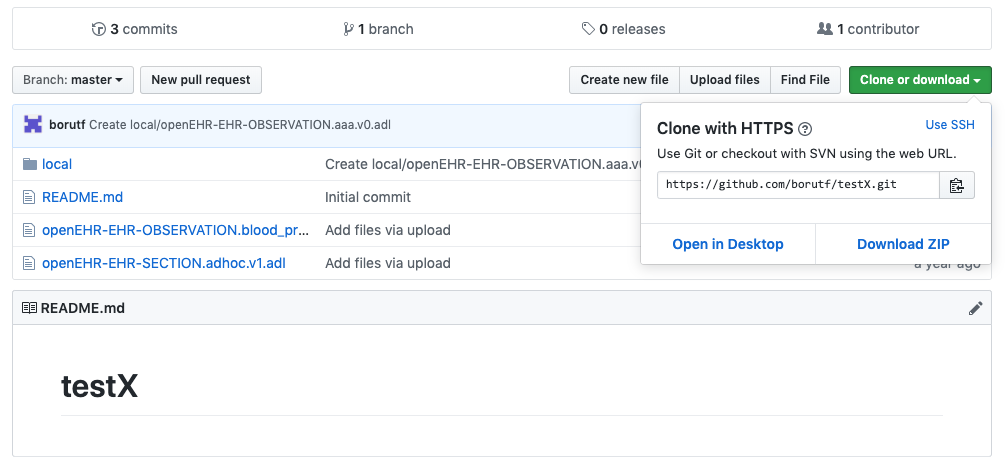 3 commits 1 branch 0 releases 1 contributor
Branch: master New pull request Create new file Upload files Find File Clone or download
borutf Create local/openEHR-EHR-OBSERVATION.aaa.v0.adl
Clone with HTTPS Use SSH
Use Git or checkout with SVN using the web URL.
https://github.com/borutf/testX.git
Open in Desktop Download ZIP
local Create local/openEHR-EHR-OBSERVATION.aaa.v
README.md Initial commit
openEHR-EHR-OBSERVATION.blood_pr... Add files via upload
openEHR-EHR-SECTION.adhoc.v1.adl Add files via upload a year ago
README.md
testX